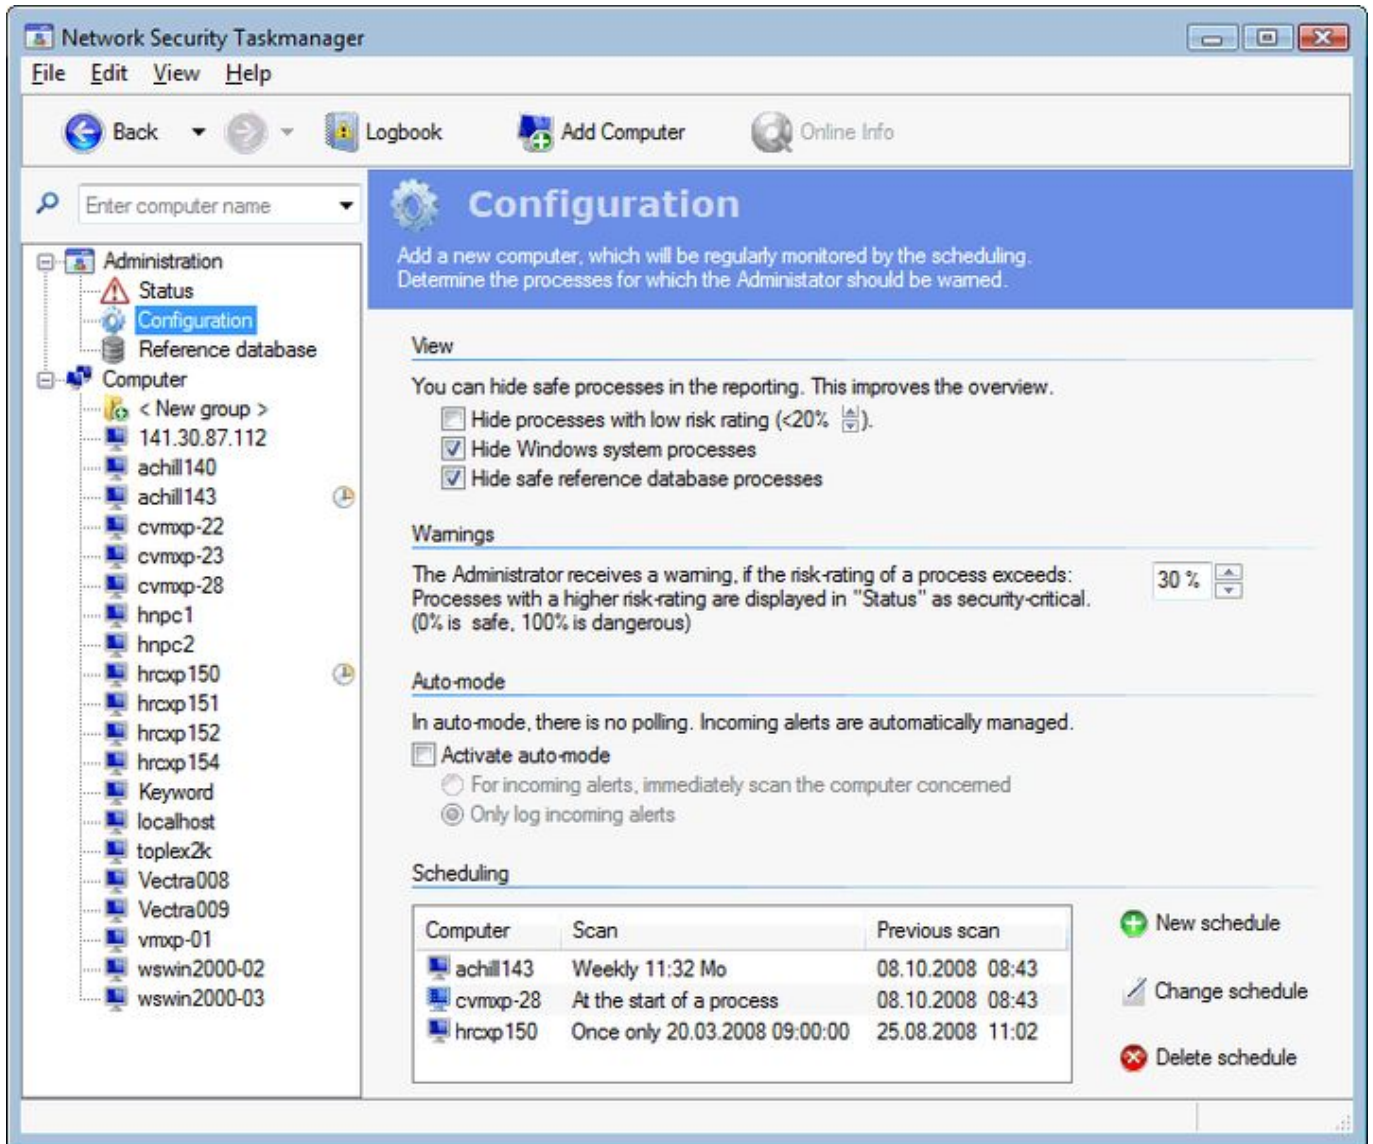 Network Security Taskmanager
File Edit View Help
Back Logbook Add Computer Online Info
Enter computer name
Administration
Status
Configuration
Reference database
Computer
< New group >
141.30.87.112
achill140
achill143
cvmxp-22
cvmxp-23
cvmxp-28
hnpc1
hnpc2
hrcxp150
hrcxp151
hrcxp152
hrcxp154
Keyword
localhost
toplex2k
Vectra008
Vectra009
vmxp-01
wswin2000-02
wswin2000-03
Configuration
Add a new computer, which will be regularly monitored by the scheduling.
Determine the processes for which the Administator should be warned.
View
You can hide safe processes in the reporting. This improves the overview.
Hide processes with low risk rating (<20% ).
Hide Windows system processes
Hide safe reference database processes
Warnings
The Administrator receives a warning, if the risk-rating of a process exceeds: 30 %
Processes with a higher risk-rating are displayed in "Status" as security-critical.
(0% is safe, 100% is dangerous)
Auto-mode
In auto-mode, there is no polling. Incoming alerts are automatically managed.
Activate auto-mode
For incoming alerts, immediately scan the computer concerned
Only log incoming alerts
Scheduling
Computer Scan Previous scan
achill143 Weekly 11:32 Mo 08.10.2008 08:43
cvmxp-28 At the start of a process 08.10.2008 08:43
hrcxp150 Once only 20.03.2008 09:00:00 25.08.2008 11:02
New schedule
Change schedule
Delete schedule